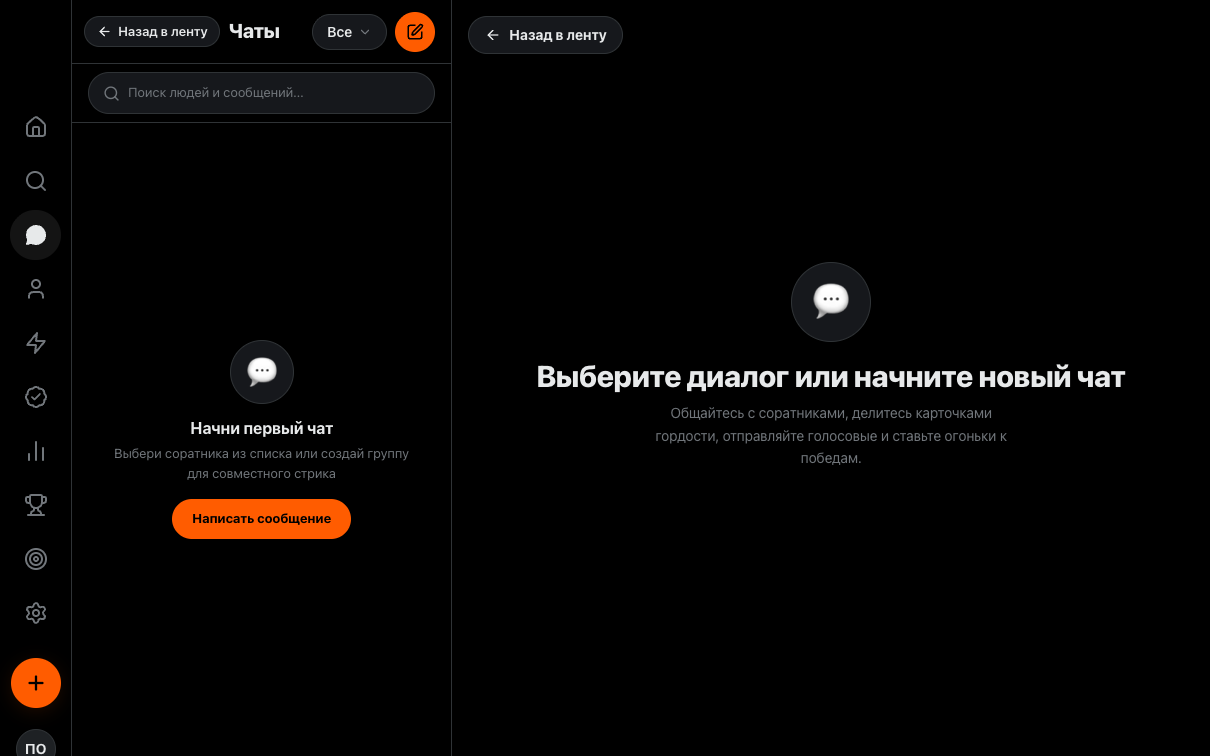 Назад в ленту
Чаты
Все
Поиск людей и сообщений...
Начни первый чат
Выбери соратника из списка или создай группу
для совместного стрика
Написать сообщение
ПО
Назад в ленту
Выберите диалог или начните новый чат
Общайтесь с соратниками, делитесь карточками
гордости, отправляйте голосовые и ставьте огоньки к
победам.